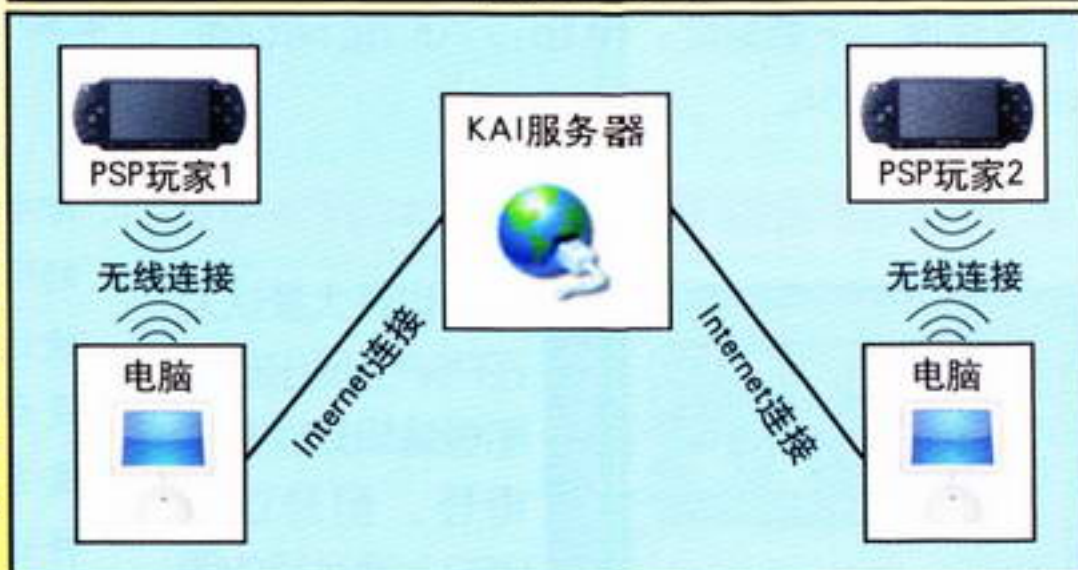 PSP玩家1
无线连接
电脑
Internet连接
KAI服务器
Internet连接
PSP玩家2
无线连接
电脑